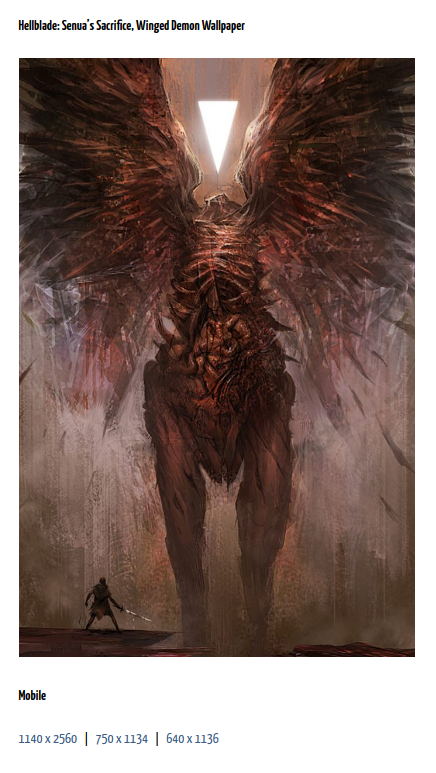 Hellblade: Senua's Sacrifice, Winged Demon Wallpaper
Mobile
1140 x 2560 | 750 x 1134 | 640 x 1136